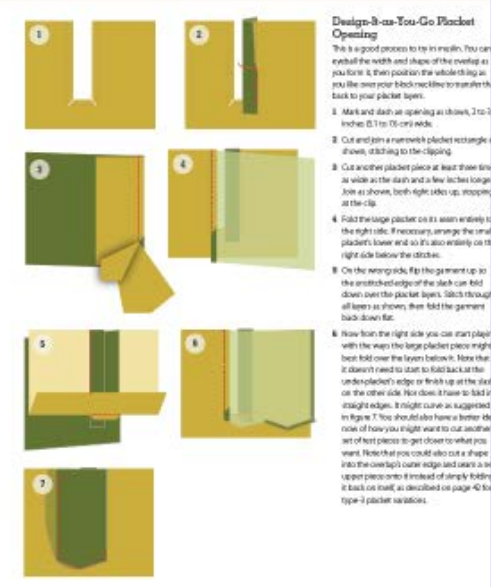 Design-It-as-You-Go Placket
Opening
This is a good process to try in muslin. You can
eyeball the width and shape of the overlap as
you form it, then position the whole thing as
you like over your block neckline to transfer th
back to your placket layers.
1 Mark and slash an opening as shown, 2 to 3
inches (5.1 to 7.6 cm) wide.
2 Cut and join a narrowish placket rectangle a
shown, stitching to the clipping.
3 Cut another placket piece at least three time
as wide as the slash and a few inches longer.
Join as shown, both right sides up, stopping
at the clip.
4 Fold the large placket on its seam entirely to
the right side. If necessary, arrange the smal
placket's lower end so it's also entirely on th
right side below the stitches.
5 On the wrong side, flip the garment up so
the unstitched edge of the slash can fold
down over the placket layers. Stitch through
all layers as shown, then fold the garment
back down flat.
6 Now from the right side you can start playin
with the ways the large placket piece might
best fold over the layers below it. Note that
it doesn't need to start to fold back at the
under-placket's edge or finish up at the slas
on the other side. Nor does it have to fold in
straight edges. It might curve as suggested
in figure 7. You should also have a better ide
now of how you might want to cut another
set of test pieces to get closer to what you
want. Note that you could also cut a shape
into the overlap's outer edge and seam a ne
upper piece onto it instead of simply folding
it back on itself, as described on page 42 for
type-3 placket variations.
1
2
3
4
5
6
7